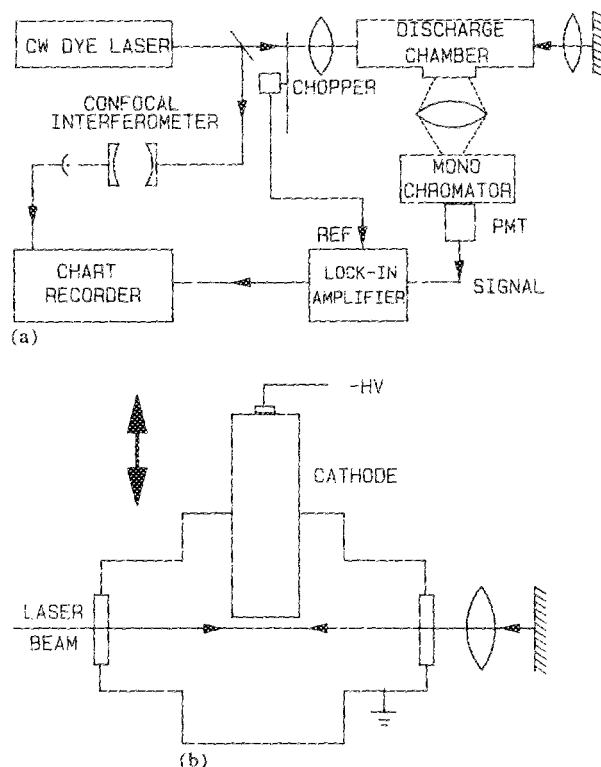 CW DYE LASER
DISCHARGE
CHAMBER
CHOPPER
CONFOCAL
INTERFEROMETER
MONO
CHROMATOR
PMT
REF
CHART
RECORDER
LOCK-IN
AMPLIFIER
SIGNAL
(a)
-HV
CATHODE
LASER
BEAM
(b)